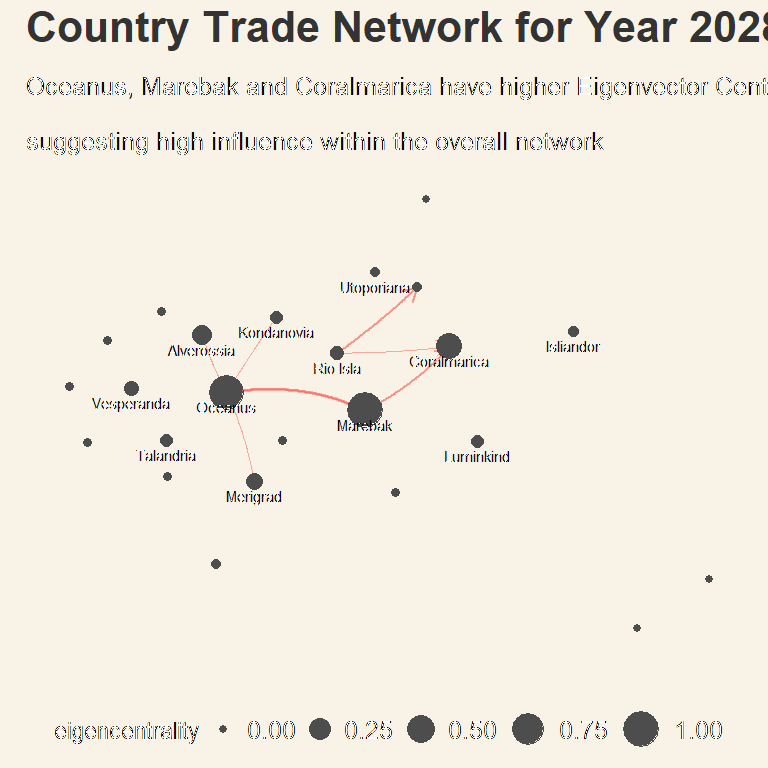 Country Trade Network for Year 2028
Oceanus, Marebak and Coralmarica have higher Eigenvector Cent
suggesting high influence within the overall network
Utoporiana
Kondanovia
Alverossia
Rio Isla
Coralmarica
Isliandor
Vesperanda
Oceanus
Marebak
Talandria
Luminkind
Merigrad
eigencentrality 0.00 0.25 0.50 0.75 1.00